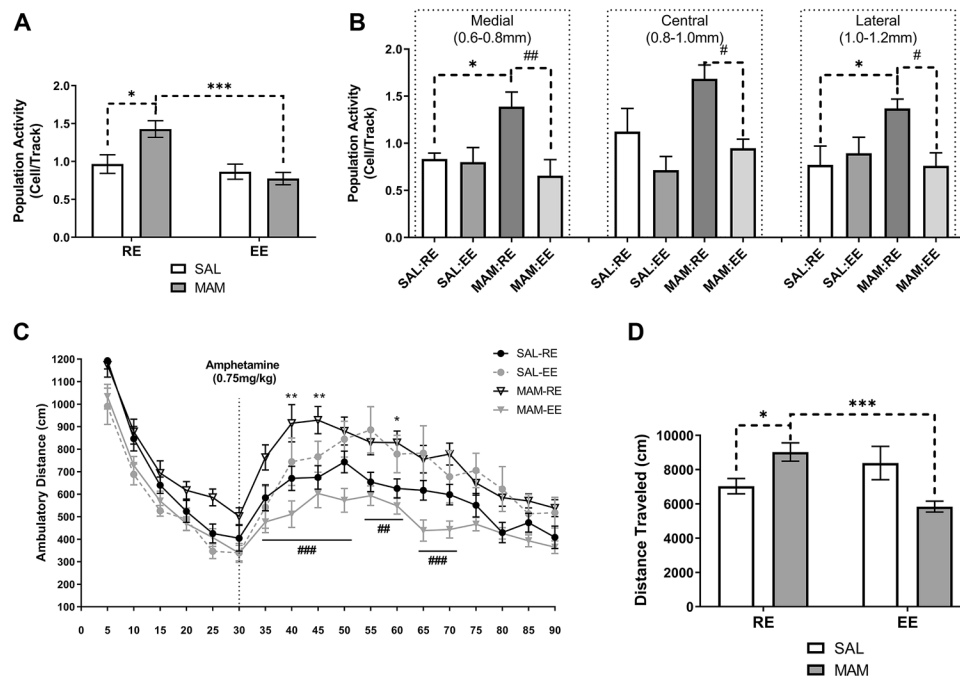 A
Population Activity
(Cell/Track)
2.0
1.5
1.0
0.5
0.0
*
***
RE
EE
SAL
MAM
B
Population Activity
(Cell/Track)
2.0
1.5
1.0
0.5
0.0
Medial
(0.6-0.8mm)
*
##
Central
(0.8-1.0mm)
#
Lateral
(1.0-1.2mm)
*
#
SAL:RE
SAL:EE
MAM:RE
MAM:EE
SAL:RE
SAL:EE
MAM:RE
MAM:EE
SAL:RE
SAL:EE
MAM:RE
MAM:EE
C
Ambulatory Distance (cm)
1200
1100
1000
900
800
700
600
500
400
300
200
100
Amphetamine
(0.75mg/kg)
SAL-RE
SAL-EE
MAM-RE
MAM-EE
**
**
*
###
##
###
0 5 10 15 20 25 30 35 40 45 50 55 60 65 70 75 80 85 90
D
Distance Traveled (cm)
10000
8000
6000
4000
2000
0
*
***
RE
EE
SAL
MAM